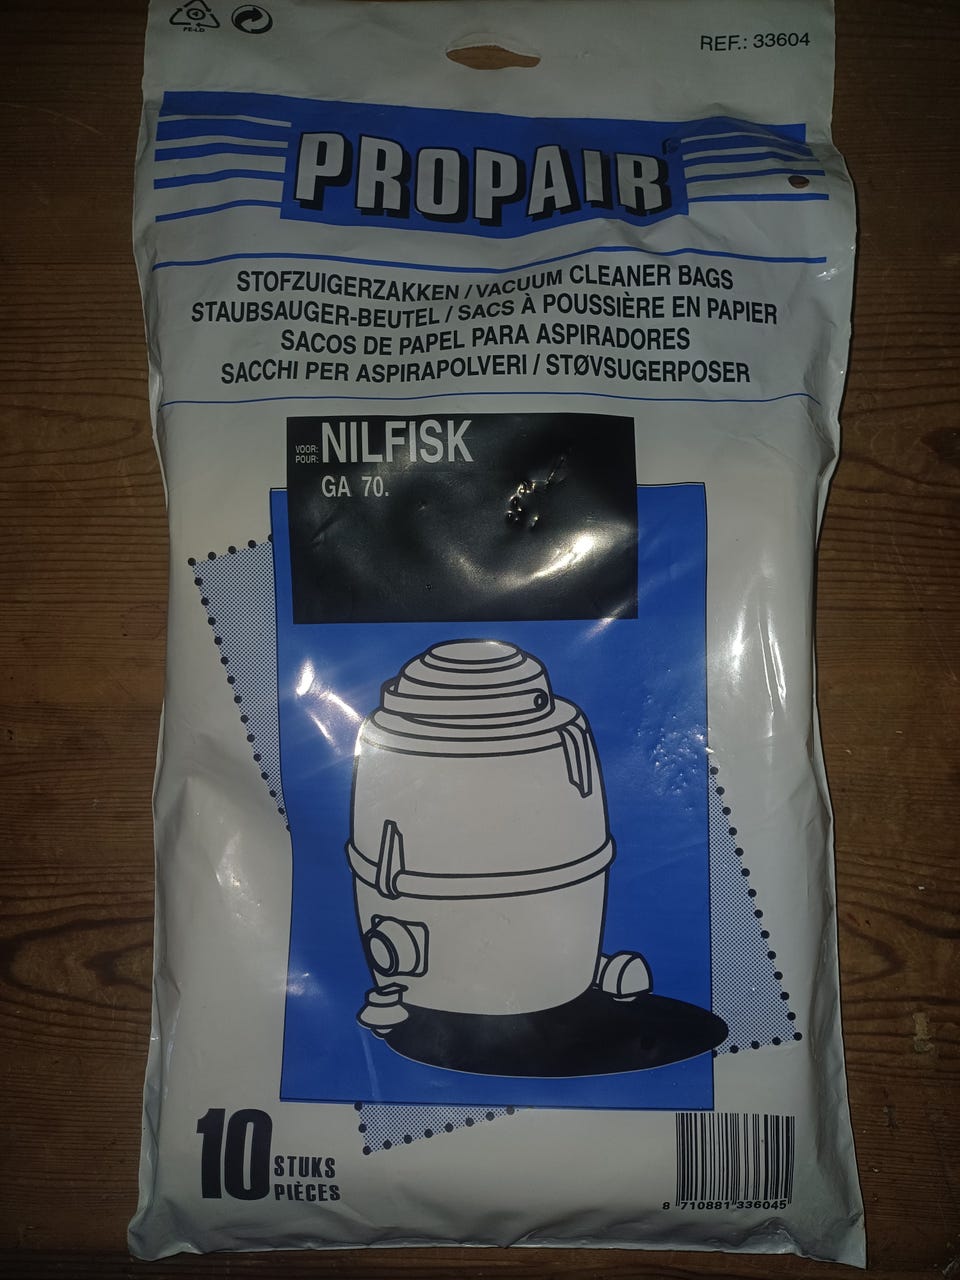 4
PE-LD
REF.: 33604
PROPAIR
STOFZUIGERZAKKEN / VACUUM CLEANER BAGS
STAUBSAUGER-BEUTEL / SACS À POUSSIÈRE EN PAPIER
SACOS DE PAPEL PARA ASPIRADORES
SACCHI PER ASPIRAPOLVERI / STØVSUGERPOSER
VOOR:
POUR: NILFISK
GA 70.
10 STUKS
PIÈCES
8 710881 336045